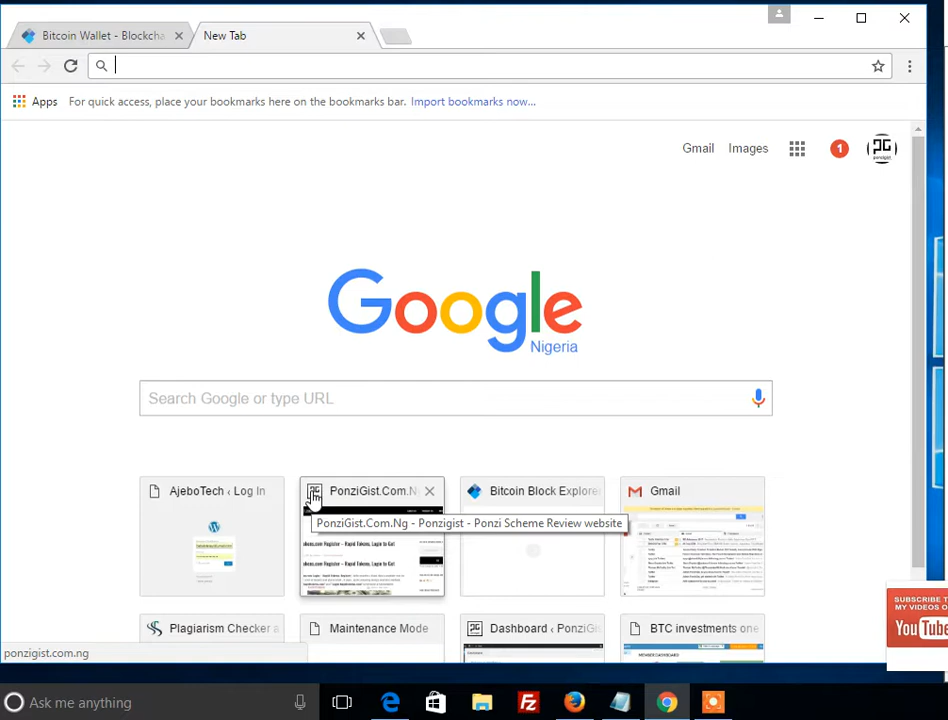 Bitcoin Wallet - Blockcha
New Tab
Apps For quick access, place your bookmarks here on the bookmarks bar. Import bookmarks now...
Gmail Images 1
Google
Nigeria
Search Google or type URL
AjeboTech ‹ Log In
PonziGist.Com.N
Bitcoin Block Explorer
Gmail
PonziGist.Com.Ng - Ponzigist - Ponzi Scheme Review website
Plagiarism Checker a
Maintenance Mode
Dashboard ‹ PonziGis
BTC investments one
SUBSCRIBE T
MY VIDEOS O
YouTube
ponzigist.com.ng
Ask me anything